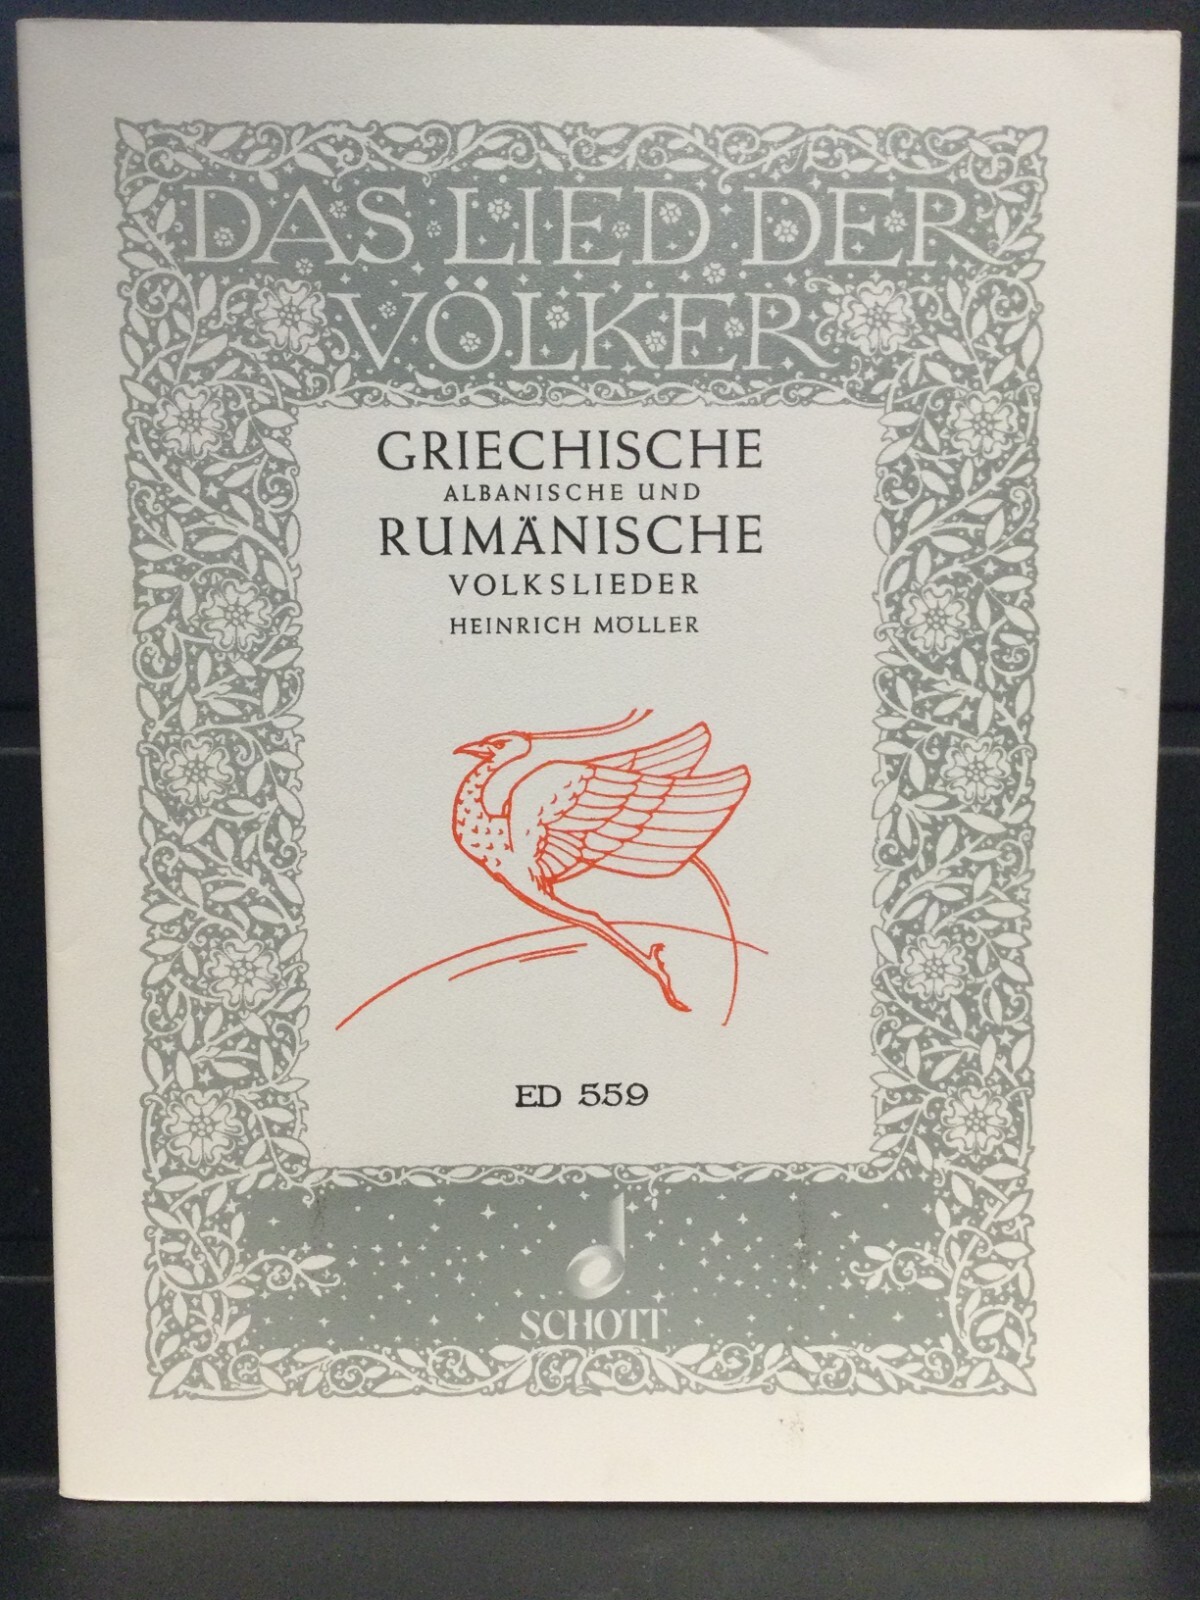 DAS LIED DER
VÖLKER
GRIECHISCHE
ALBANISCHE UND
RUMÄNISCHE
VOLKSLIEDER
HEINRICH MÖLLER
ED 559
SCHOTT